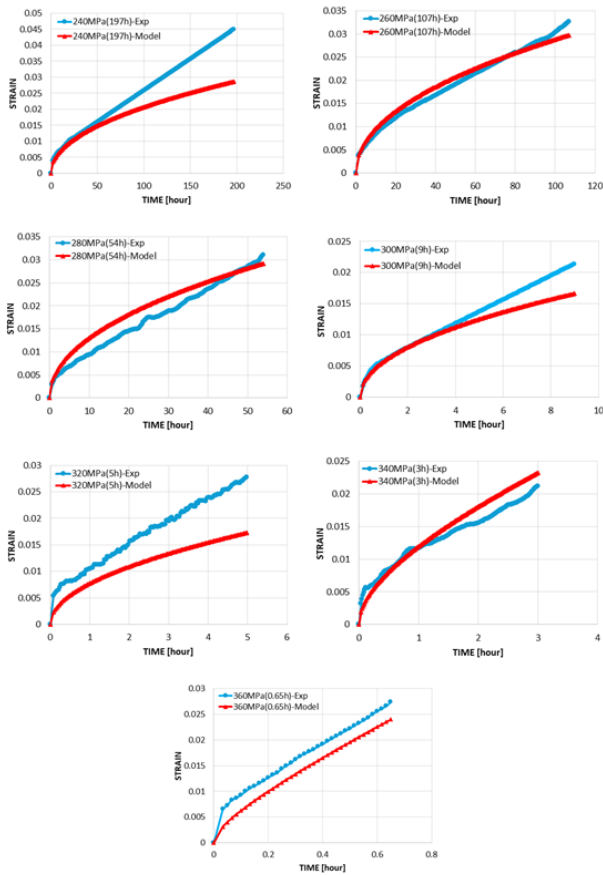 0.05
0.045
0.04
0.035
0.03
0.025
0.02
0.015
0.01
0.005
0
STRAIN
240MPa(197h)-Exp
240MPa(197h)-Model
0 50 100 150 200 250
TIME [hour]
0.035
0.03
0.025
0.02
0.015
0.01
0.005
0
STRAIN
260MPa(107h)-Exp
260MPa(107h)-Model
0 20 40 60 80 100 120
TIME [hour]
0.035
0.03
0.025
0.02
0.015
0.01
0.005
0
STRAIN
280MPa(54h)-Exp
280MPa(54h)-Model
0 10 20 30 40 50 60
TIME [hour]
0.025
0.02
0.015
0.01
0.005
0
STRAIN
300MPa(9h)-Exp
300MPa(9h)-Model
0 2 4 6 8 10
TIME [hour]
0.03
0.025
0.02
0.015
0.01
0.005
0
STRAIN
320MPa(5h)-Exp
320MPa(5h)-Model
0 1 2 3 4 5 6
TIME [hour]
0.025
0.02
0.015
0.01
0.005
0
STRAIN
340MPa(3h)-Exp
340MPa(3h)-Model
0 1 2 3 4
TIME [hour]
0.03
0.025
0.02
0.015
0.01
0.005
0
STRAIN
360MPa(0.65h)-Exp
360MPa(0.65h)-Model
0 0.2 0.4 0.6 0.8
TIME [hour]